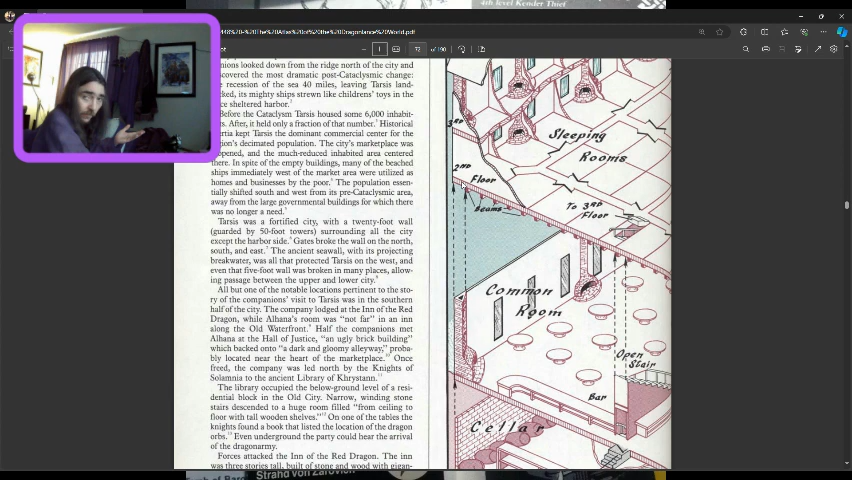 4th level Kender Thief
448%20-%20The%20Atlas%20of%20the%20Dragonlance%20World.pdf
1
72
of 190
nions looked down from the ridge north of the city and
scovered the most dramatic post-Cataclysmic change:
recession of the sea 40 miles, leaving Tarsis land-
ked, its mighty ships strewn like childrens' toys in the
ce sheltered harbor.
Before the Cataclysm Tarsis housed some 6,000 inhabit-
s. After, it held only a fraction of that number. Historical
rtia kept Tarsis the dominant commercial center for the
ion's decimated population. The city's marketplace was
opened, and the much-reduced inhabited area centered
there. In spite of the empty buildings, many of the beached
ships immediately west of the market area were utilized as
homes and businesses by the poor. The population essen-
tially shifted south and west from its pre-Cataclysmic area,
away from the large governmental buildings for which there
was no longer a need.
Tarsis was a fortified city, with a twenty-foot wall
(guarded by 50-foot towers) surrounding all the city
except the harbor side. Gates broke the wall on the north,
south, and east. The ancient seawall, with its projecting
breakwater, was all that protected Tarsis on the west, and
even that five-foot wall was broken in many places, allow-
ing passage between the upper and lower city.
All but one of the notable locations pertinent to the sto-
ry of the companions' visit to Tarsis was in the southern
half of the city. The company lodged at the Inn of the Red
Dragon, while Alhana's room was "not far" in an inn
along the Old Waterfront. Half the companions met
Alhana at the Hall of Justice, "an ugly brick building"
which backed onto "a dark and gloomy alleyway," proba-
bly located near the heart of the marketplace. Once
freed, the company was led north by the Knights of
Solamnia to the ancient Library of Khrystann.
The library occupied the below-ground level of a resi-
dential block in the Old City. Narrow, winding stone
stairs descended to a huge room filled "from ceiling to
floor with tall wooden shelves." On one of the tables the
knights found a book that listed the location of the dragon
orbs. Even underground the party could hear the arrival
of the dragonarmy.
Forces attacked the Inn of the Red Dragon. The inn
was three stories tall, built of stone and wood with gigan-
Sleeping
Rooms
3RD
2ND
Floor
Beams
To 3RD
Floor
Common
Room
Open
Stair
Bar
Cellar
Strahd von Zarovich